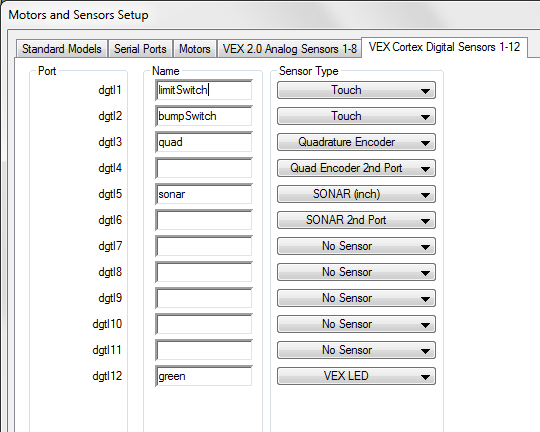 Motors and Sensors Setup
Standard Models Serial Ports Motors VEX 2.0 Analog Sensors 1-8 VEX Cortex Digital Sensors 1-12
Port Name Sensor Type
dgtl1 limitSwitch Touch
dgtl2 bumpSwitch Touch
dgtl3 quad Quadrature Encoder
dgtl4 Quad Encoder 2nd Port
dgtl5 sonar SONAR (inch)
dgtl6 SONAR 2nd Port
dgtl7 No Sensor
dgtl8 No Sensor
dgtl9 No Sensor
dgtl10 No Sensor
dgtl11 No Sensor
dgtl12 green VEX LED